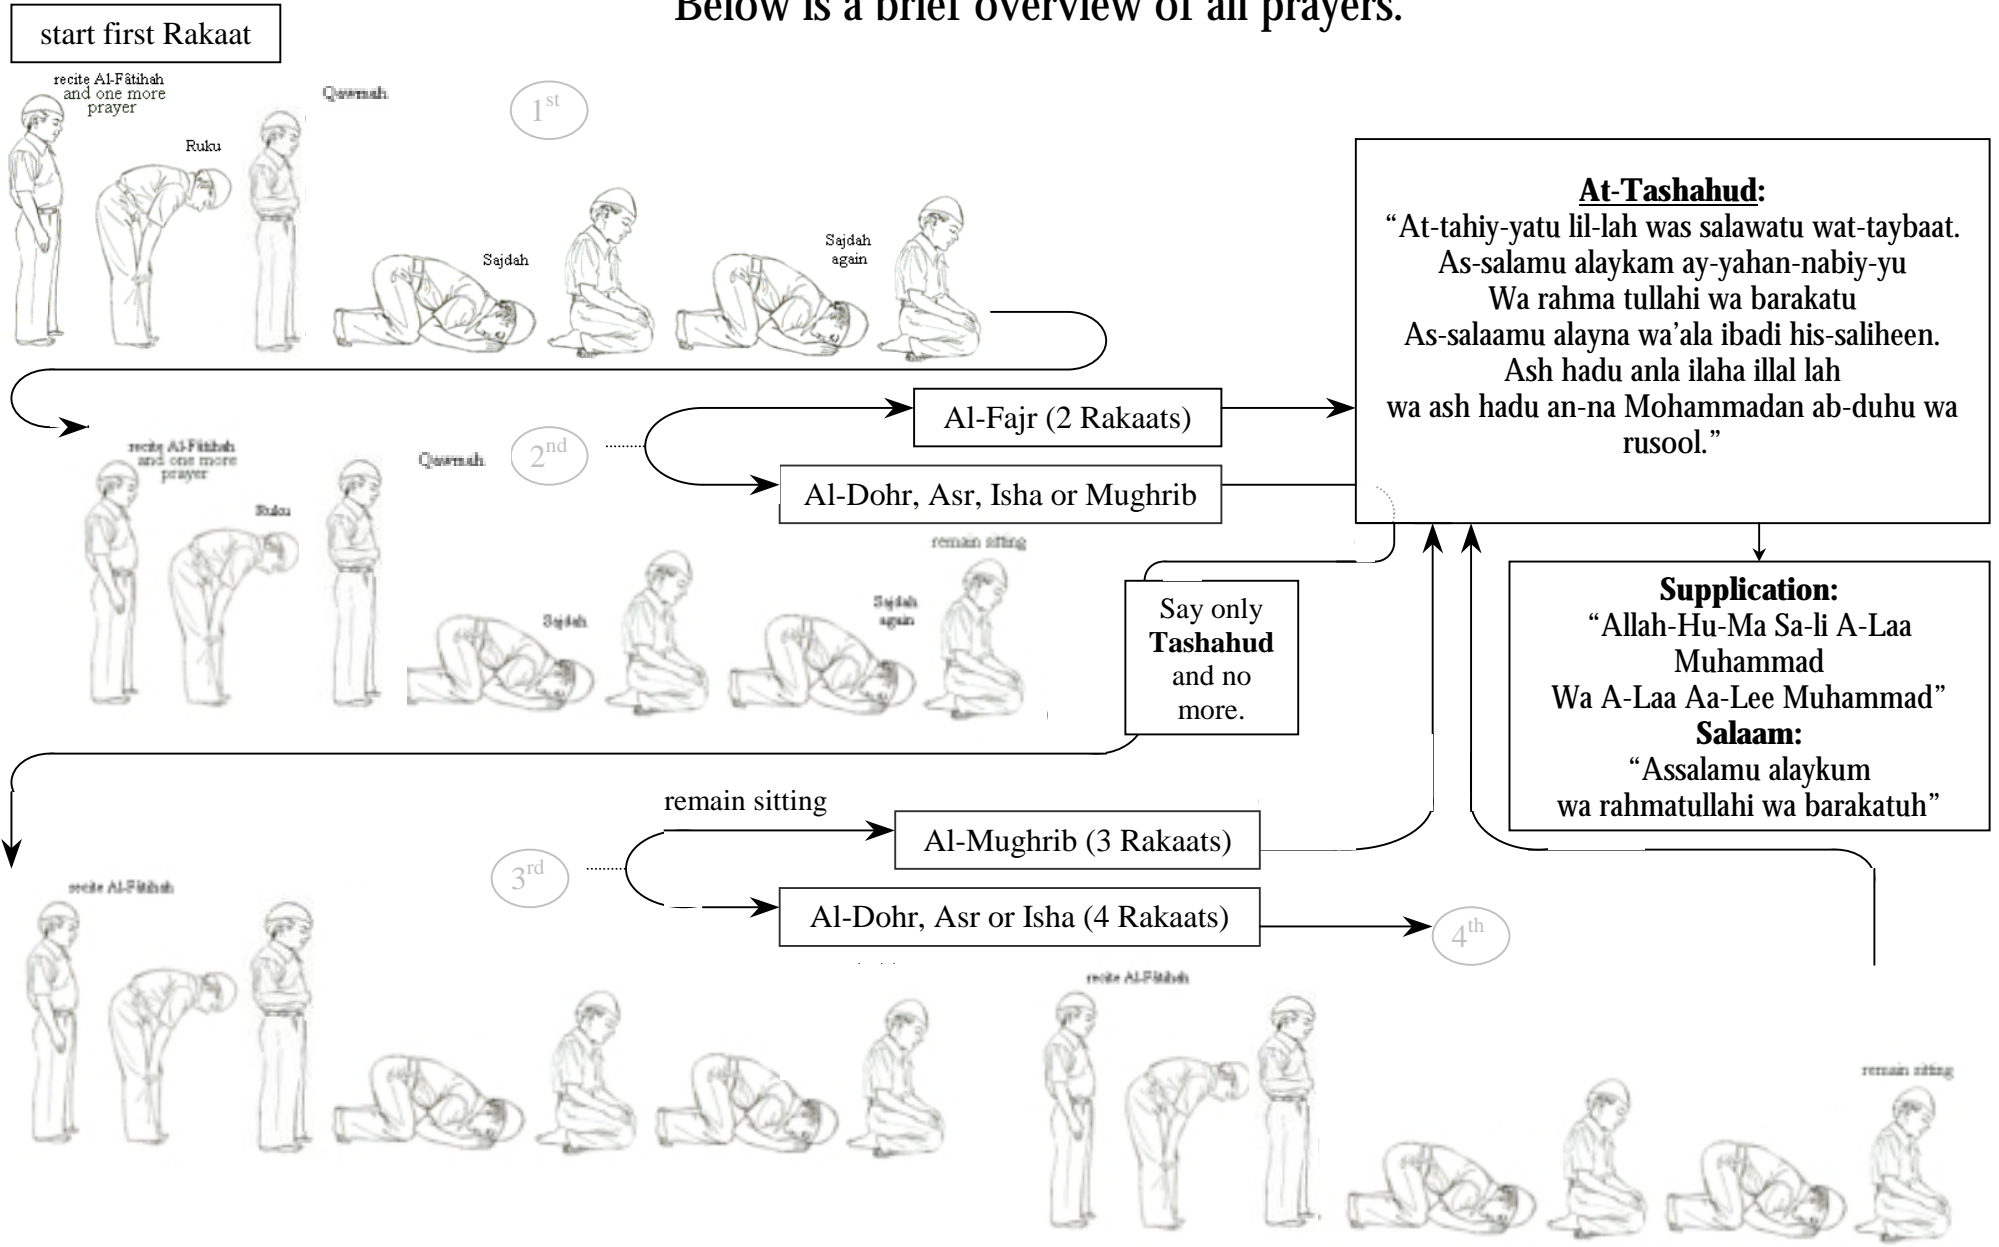 Below is a brief overview of all prayers.
start first Rakaat
recite Al-Fâtihah
and one more
prayer
Ruku
Qawmah
1st
Sajdah
Sajdah
again
At-Tashahud:
“At-tahiy-yatu lil-lah was salawatu wat-taybaat.
As-salamu alaykam ay-yahan-nabiy-yu
Wa rahma tullahi wa barakatu
As-salaamu alayna wa’ala ibadi his-saliheen.
Ash hadu anla ilaha illal lah
wa ash hadu an-na Mohammadan ab-duhu wa
rusool.”
recite Al-Fâtihah
and one more
prayer
Ruku
Qawmah
2nd
Al-Fajr (2 Rakaats)
Al-Dohr, Asr, Isha or Mughrib
Sajdah
Sajdah
again
remain sitting
Say only
Tashahud
and no
more.
Supplication:
“Allah-Hu-Ma Sa-li A-Laa
Muhammad
Wa A-Laa Aa-Lee Muhammad”
Salaam:
“Assalamu alaykum
wa rahmatullahi wa barakatuh”
remain sitting
3rd
Al-Mughrib (3 Rakaats)
Al-Dohr, Asr or Isha (4 Rakaats)
4th
recite Al-Fâtihah
recite Al-Fâtihah
remain sitting